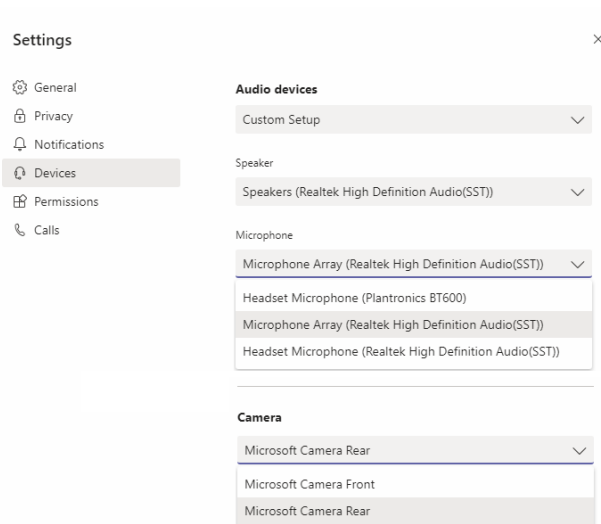 Settings
General
Privacy
Notifications
Devices
Permissions
Calls
Audio devices
Custom Setup
Speaker
Speakers (Realtek High Definition Audio(SST))
Microphone
Microphone Array (Realtek High Definition Audio(SST))
Headset Microphone (Plantronics BT600)
Microphone Array (Realtek High Definition Audio(SST))
Headset Microphone (Realtek High Definition Audio(SST))
Camera
Microsoft Camera Rear
Microsoft Camera Front
Microsoft Camera Rear